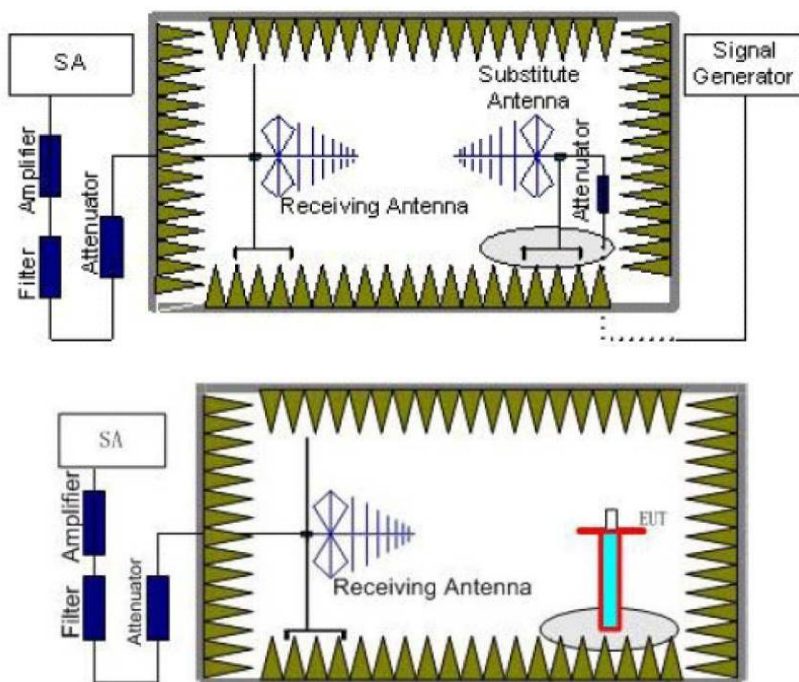 SA
Signal
Generator
Substitute
Antenna
Amplifier
Attenuator
Attenuator
Receiving Antenna
Filter
SA
Amplifier
EUT
Filter
Attenuator
Receiving Antenna